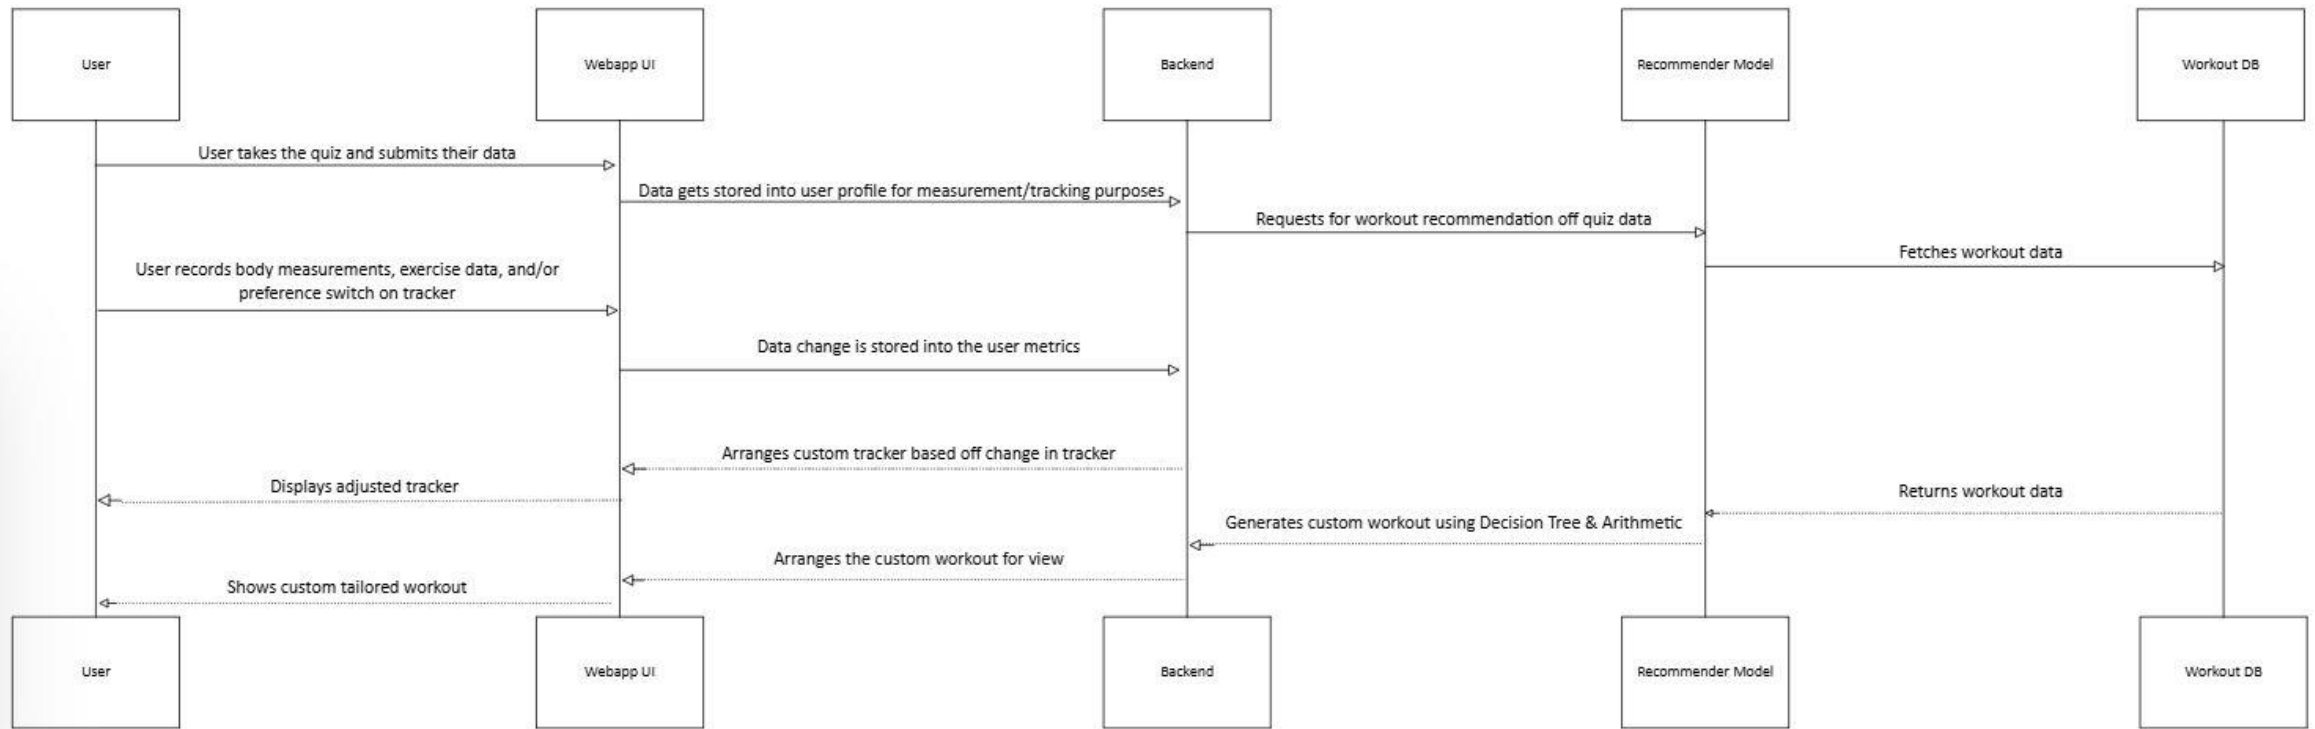 User
Webapp UI
Backend
Recommender Model
Workout DB
User takes the quiz and submits their data
Data gets stored into user profile for measurement/tracking purposes
Requests for workout recommendation off quiz data
Fetches workout data
User records body measurements, exercise data, and/or
preference switch on tracker
Data change is stored into the user metrics
Arranges custom tracker based off change in tracker
Displays adjusted tracker
Returns workout data
Generates custom workout using Decision Tree & Arithmetic
Arranges the custom workout for view
Shows custom tailored workout
User
Webapp UI
Backend
Recommender Model
Workout DB